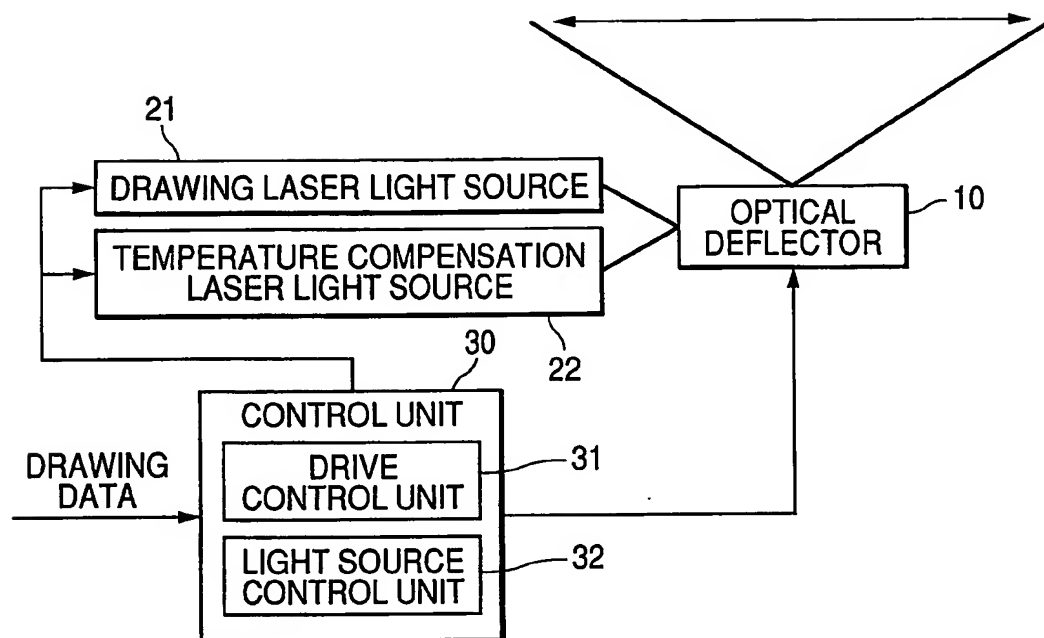 21
DRAWING LASER LIGHT SOURCE
TEMPERATURE COMPENSATION
LASER LIGHT SOURCE
22
OPTICAL
DEFLECTOR
10
30
CONTROL UNIT
DRIVE
CONTROL UNIT
31
LIGHT SOURCE
CONTROL UNIT
32
DRAWING
DATA